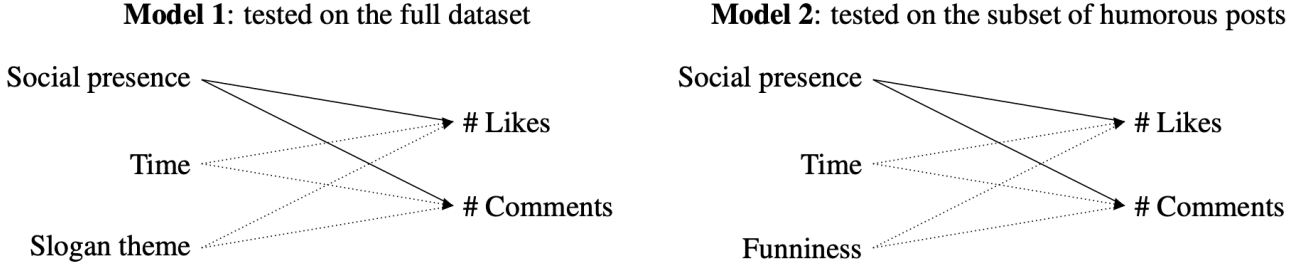 Model 1: tested on the full dataset
Social presence
# Likes
Time
# Comments
Slogan theme
Model 2: tested on the subset of humorous posts
Social presence
# Likes
Time
# Comments
Funniness